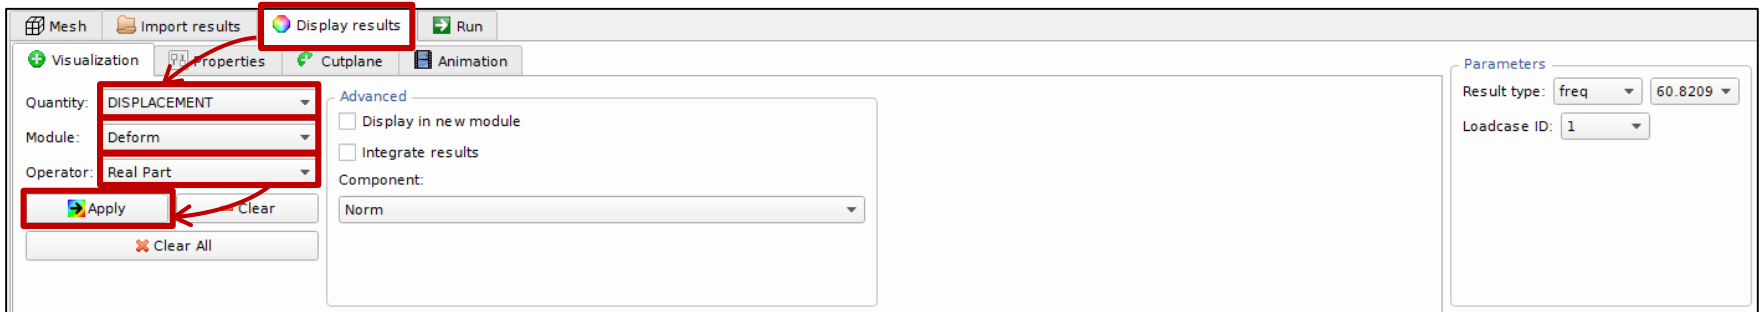 Mesh Import results Display results Run
Visualization Properties Cutplane Animation
Quantity: DISPLACEMENT
Module: Deform
Operator: Real Part
Apply Clear
Clear All
Advanced
Display in new module
Integrate results
Component:
Norm
Parameters
Result type: freq 60.8209
Loadcase ID: 1